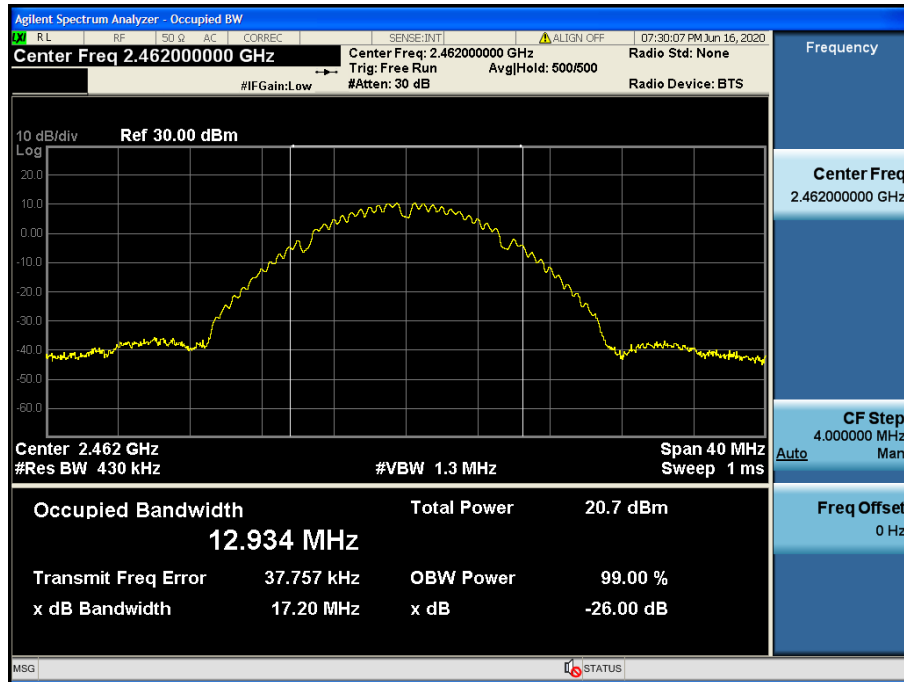 Agilent Spectrum Analyzer - Occupied BW
LXI RL RF 50 Ω AC CORREC SENSE:INT ALIGN OFF 07:30:07 PM Jun 16, 2020
Center Freq 2.462000000 GHz
Center Freq: 2.462000000 GHz
Radio Std: None
Trig: Free Run
Avg|Hold: 500/500
#IFGain:Low
#Atten: 30 dB
Radio Device: BTS
10 dB/div
Ref 30.00 dBm
Log
20.0
10.0
0.00
-10.0
-20.0
-30.0
-40.0
-50.0
-60.0
Center 2.462 GHz
Span 40 MHz
#Res BW 430 kHz
#VBW 1.3 MHz
Sweep 1 ms
Occupied Bandwidth
12.934 MHz
Total Power 20.7 dBm
Transmit Freq Error 37.757 kHz
OBW Power 99.00 %
x dB Bandwidth 17.20 MHz
x dB -26.00 dB
MSG
STATUS
Frequency
Center Freq
2.462000000 GHz
CF Step
4.000000 MHz
Auto Man
Freq Offset
0 Hz